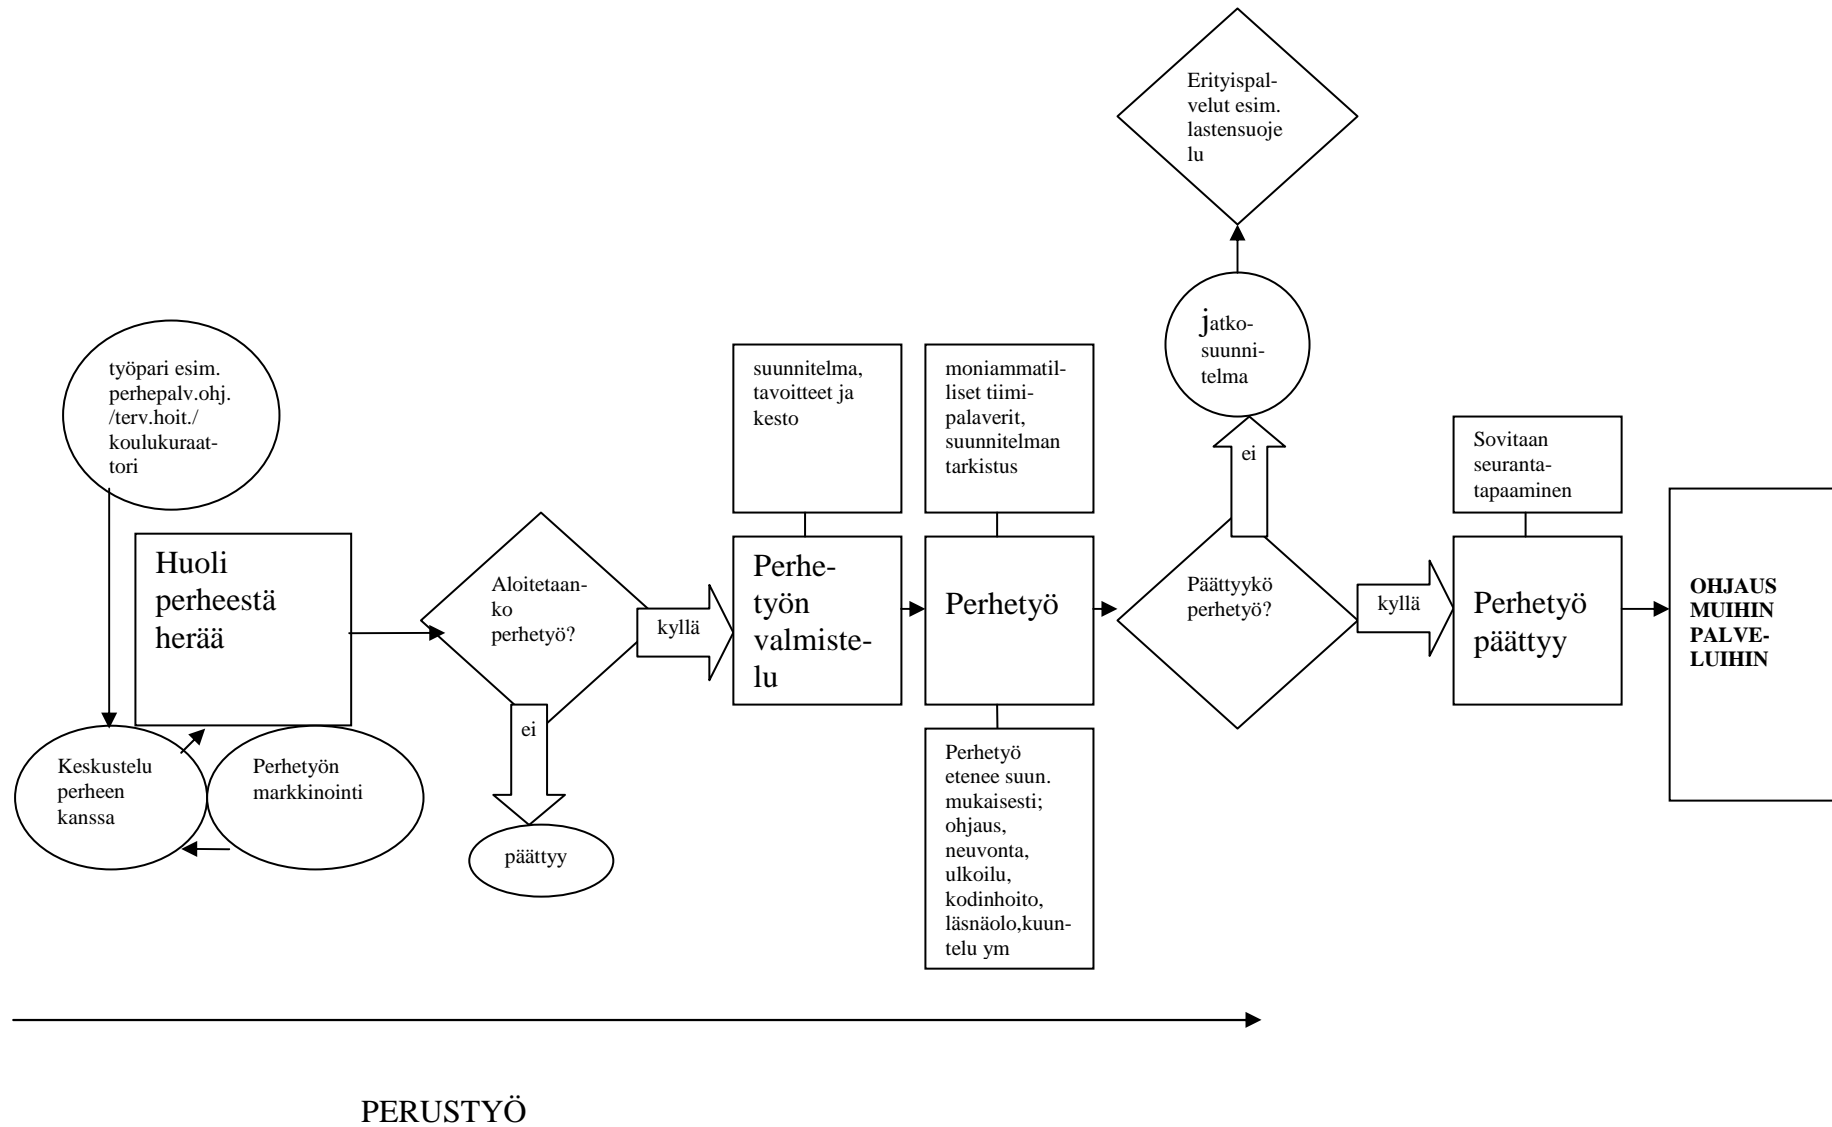 Erityispal-
velut esim.
lastensuoje
lu
jatko-
suunni-
telma
työpari esim.
perhepalv.ohj.
/terv.hoit./
koulukuraat-
tori
suunnitelma,
tavoitteet ja
kesto
moniammatil-
liset tiimi-
palaverit,
suunnitelman
tarkistus
ei
Sovitaan
seuranta-
tapaaminen
Huoli
perheestä
herää
Aloitetaan-
ko
perhetyö?
kyllä
Perhe-
työn
valmiste-
lu
Perhetyö
Päättyykö
perhetyö?
kyllä
Perhetyö
päättyy
OHJAUS
MUIHIN
PALVE-
LUIHIN
ei
päättyy
Keskustelu
perheen
kanssa
Perhetyön
markkinointi
Perhetyö
etenee suun.
mukaisesti;
ohjaus,
neuvonta,
ulkoilu,
kodinhoito,
läsnäolo,kuun-
telu ym
PERUSTYÖ